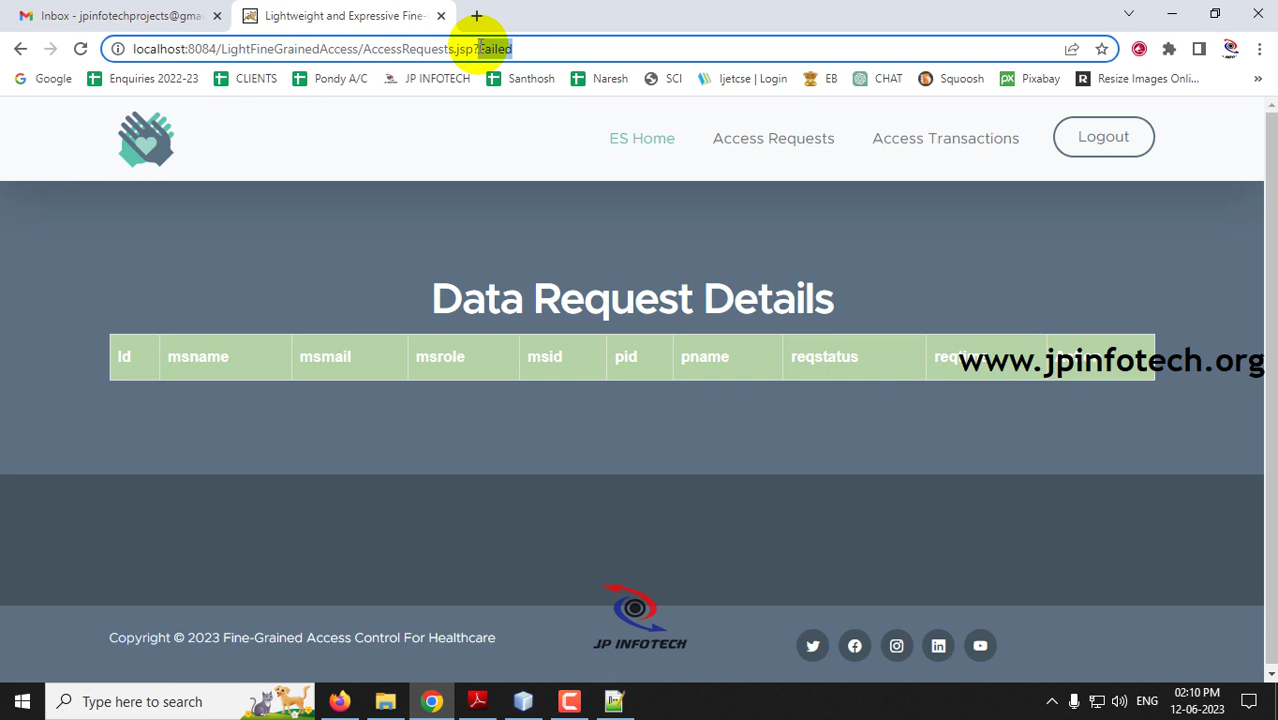 Inbox - jpinfotechprojects@gma
Lightweight and Expressive Fine-
localhost:8084/LightFineGrainedAccess/AccessRequests.jsp?Failed
Google
Enquiries 2022-23
CLIENTS
Pondy A/C
JP INFOTECH
Santhosh
Naresh
SCI
Ijetcse | Login
EB
CHAT
Squoosh
Pixabay
Resize Images Onl...
ES Home
Access Requests
Access Transactions
Logout
Data Request Details
Id msname msmail msrole msid pid pname reqstatus
www.jpinfotech.org
JP INFOTECH
Copyright © 2023 Fine-Grained Access Control For Healthcare
Type here to search
ENG
02:10 PM
12-06-2023